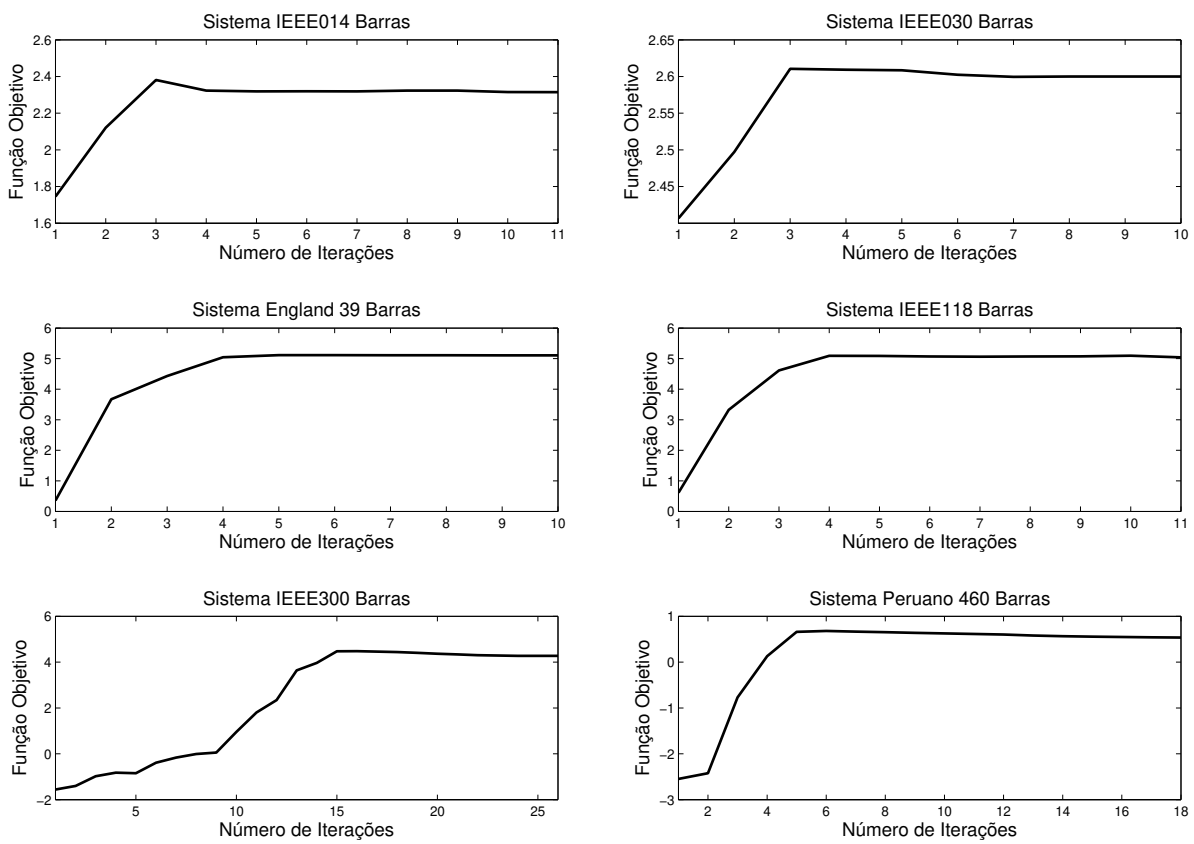 Sistema IEEE014 Barras
Função Objetivo
2.6
2.4
2.2
2
1.8
1.6
1 2 3 4 5 6 7 8 9 10 11
Número de Iterações
Sistema IEEE030 Barras
Função Objetivo
2.65
2.6
2.55
2.5
2.45
1 2 3 4 5 6 7 8 9 10
Número de Iterações
Sistema England 39 Barras
Função Objetivo
6
5
4
3
2
1
0
1 2 3 4 5 6 7 8 9 10
Número de Iterações
Sistema IEEE118 Barras
Função Objetivo
6
5
4
3
2
1
0
1 2 3 4 5 6 7 8 9 10 11
Número de Iterações
Sistema IEEE300 Barras
Função Objetivo
6
4
2
0
−2
5 10 15 20 25
Número de Iterações
Sistema Peruano 460 Barras
Função Objetivo
1
0
−1
−2
−3
2 4 6 8 10 12 14 16 18
Número de Iterações